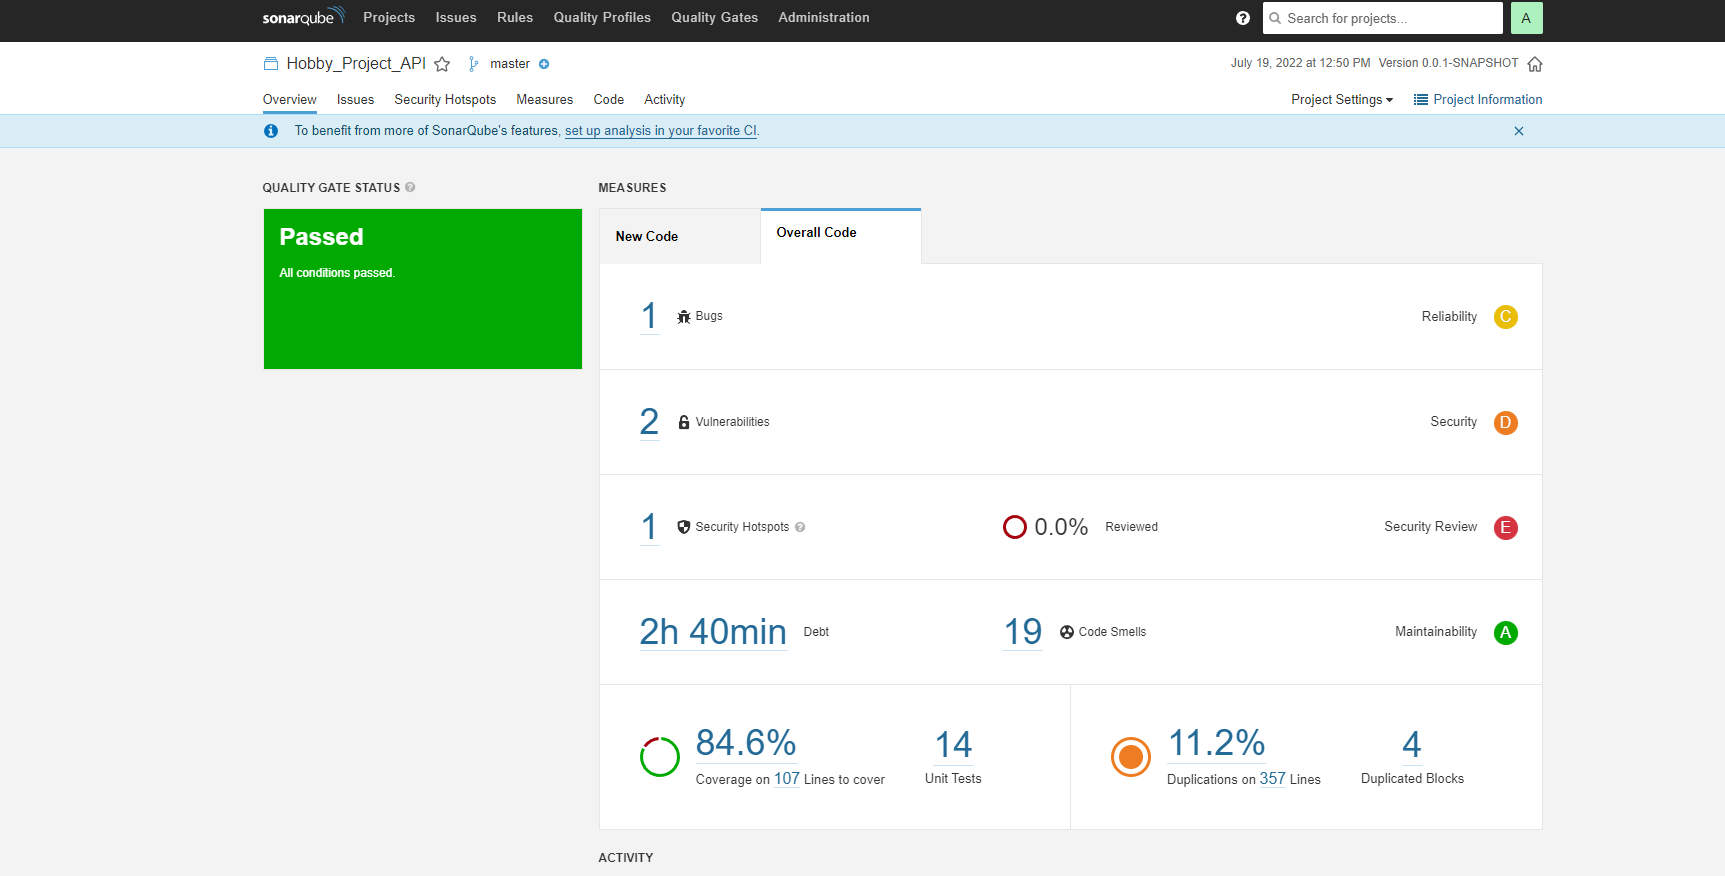 sonarqube Projects Issues Rules Quality Profiles Quality Gates Administration ? Search for projects... A
Hobby_Project_API master July 19, 2022 at 12:50 PM Version 0.0.1-SNAPSHOT
Overview Issues Security Hotspots Measures Code Activity Project Settings Project Information
To benefit from more of SonarQube's features, set up analysis in your favorite CI.
QUALITY GATE STATUS ? MEASURES
Passed
All conditions passed.
New Code Overall Code
1 Bugs Reliability C
2 Vulnerabilities Security D
1 Security Hotspots ? 0.0% Reviewed Security Review E
2h 40min Debt 19 Code Smells Maintainability A
84.6% 14 11.2% 4
Coverage on 107 Lines to cover Unit Tests Duplications on 357 Lines Duplicated Blocks
ACTIVITY